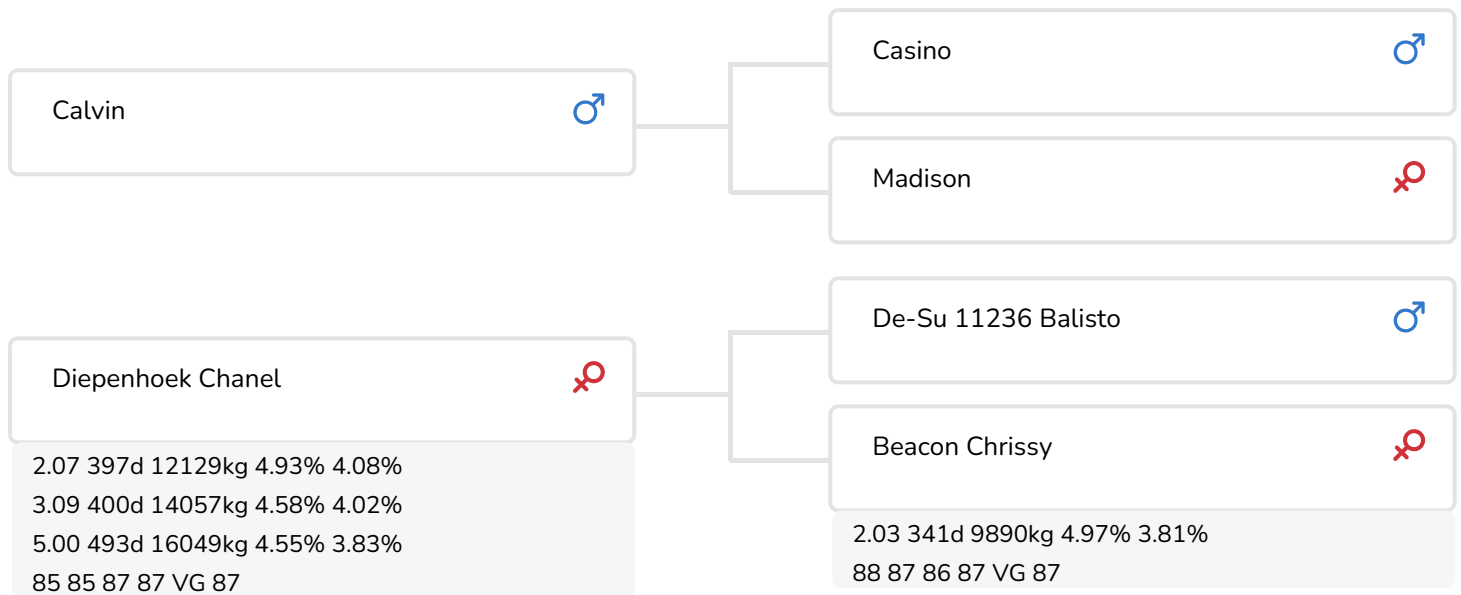 Calvin
Casino
Madison
Diepenhoek Chanel
2.07 397d 12129kg 4.93% 4.08%
3.09 400d 14057kg 4.58% 4.02%
5.00 493d 16049kg 4.55% 3.83%
85 85 87 87 VG 87
De-Su 11236 Balisto
Beacon Chrissy
2.03 341d 9890kg 4.97% 3.81%
88 87 86 87 VG 87